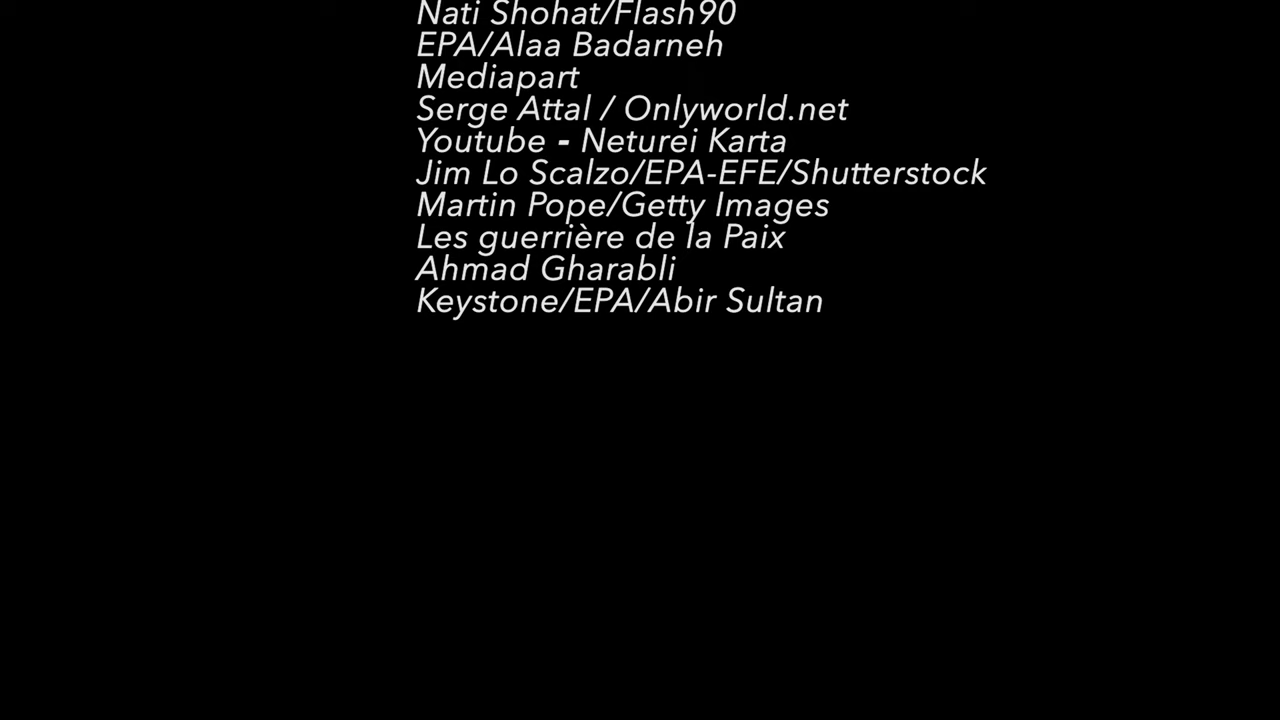 Nati Shohat/Flash90
EPA/Alaa Badarneh
Mediapart
Serge Attal / Onlyworld.net
Youtube - Neturei Karta
Jim Lo Scalzo/EPA-EFE/Shutterstock
Martin Pope/Getty Images
Les guerrière de la Paix
Ahmad Gharabli
Keystone/EPA/Abir Sultan